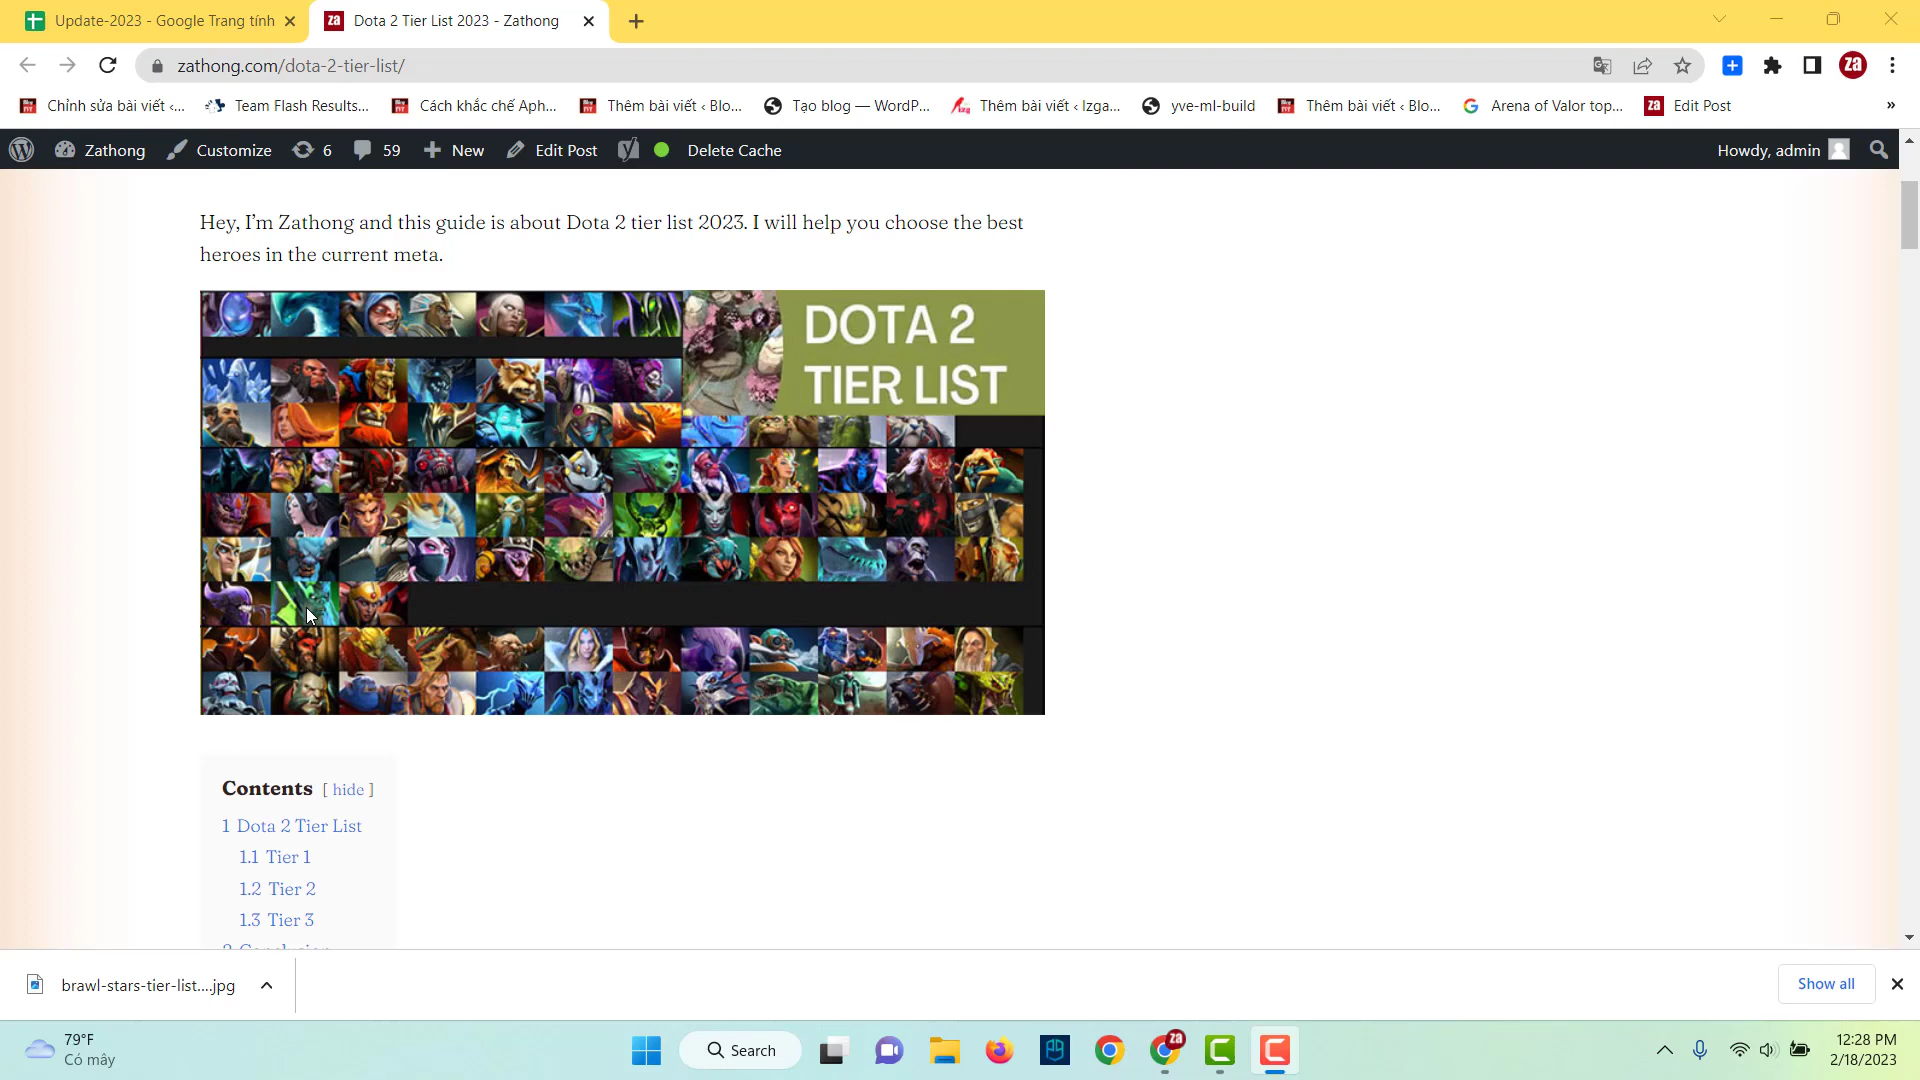 Update-2023 - Google Trang tính
Dota 2 Tier List 2023 - Zathong
zathong.com/dota-2-tier-list/
za
Chỉnh sửa bài viết ‹...
Team Flash Results...
Cách khắc chế Aph...
Thêm bài viết ‹ Blo...
Tạo blog — WordP...
Thêm bài viết ‹ Izga...
yve-ml-build
Thêm bài viết ‹ Blo...
Arena of Valor top...
za Edit Post
»
Zathong
Customize
6
59
New
Edit Post
Delete Cache
Howdy, admin
Hey, I'm Zathong and this guide is about Dota 2 tier list 2023. I will help you choose the best
heroes in the current meta.
DOTA 2
TIER LIST
Contents [ hide ]
1 Dota 2 Tier List
1.1 Tier 1
1.2 Tier 2
1.3 Tier 3
2 Conclusion
brawl-stars-tier-list....jpg
Show all
79°F
Có mây
Search
za
12:28 PM
2/18/2023